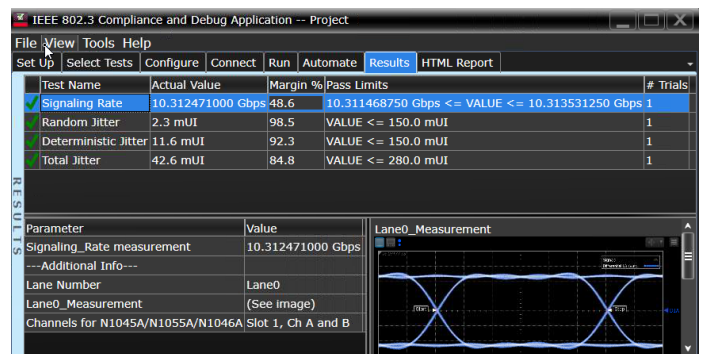 IEEE 802.3 Compliance and Debug Application -- Project
File View Tools Help
Set Up Select Tests Configure Connect Run Automate Results HTML Report
Test Name Actual Value Margin % Pass Limits # Trials
Signaling Rate 10.312471000 Gbps 48.6 10.311468750 Gbps <= VALUE <= 10.313531250 Gbps 1
Random Jitter 2.3 mUI 98.5 VALUE <= 150.0 mUI 1
Deterministic Jitter 11.6 mUI 92.3 VALUE <= 150.0 mUI 1
Total Jitter 42.6 mUI 84.8 VALUE <= 280.0 mUI 1
RESULTS
Parameter Value
Signaling_Rate measurement 10.312471000 Gbps
---Additional Info---
Lane Number Lane0
Lane0_Measurement (See image)
Channels for N1045A/N1055A/N1046A Slot 1, Ch A and B
Lane0_Measurement